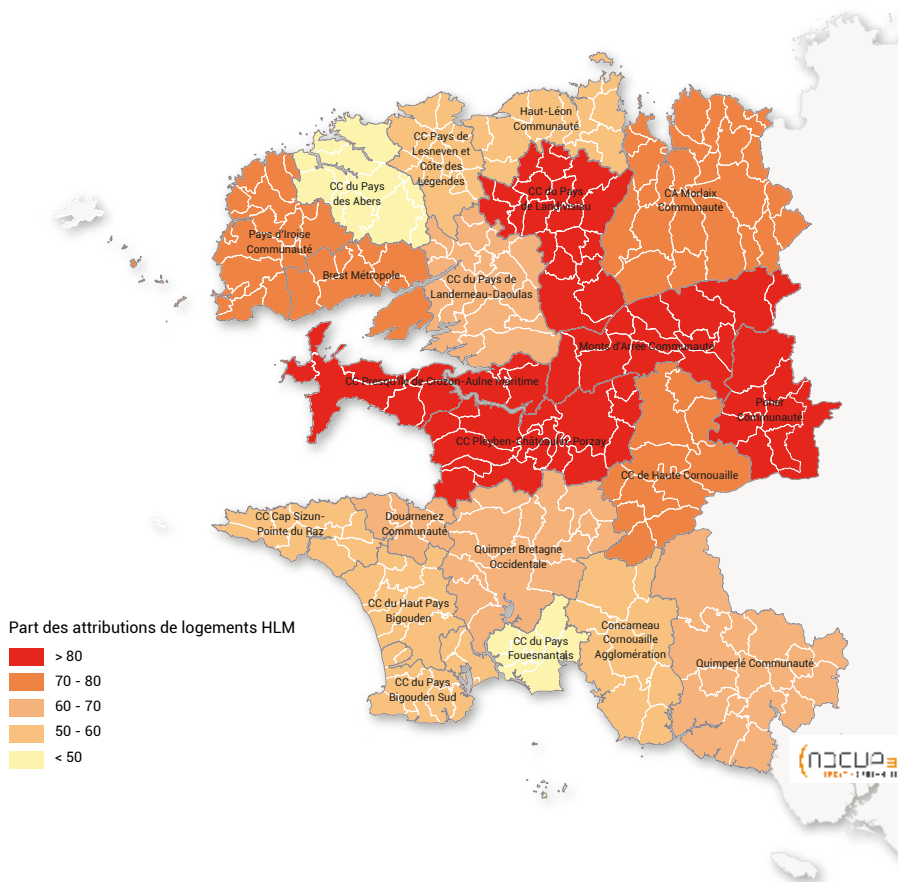 Haut-Léon
Communauté
CC Pays de
Lesneven et
Côte des
Légendes
CC du Pays
des Abers
CC du Pays
de Landivisiau
CA Morlaix
Communauté
Pays d'Iroise
Communauté
Brest Métropole
CC du Pays de
Landerneau-Daoulas
Monts d'Arrée Communauté
CC Presqu'île de Crozon-Aulne maritime
Poher
Communauté
CC Pleyben-Châteaulin-Porzay
CC de Haute Cornouaille
CC Cap Sizun-
Pointe du Raz
Douarnenez
Communauté
Quimper Bretagne
Occidentale
CC du Haut Pays
Bigouden
CC du Pays
Fouesnantais
Concarneau
Cornouaille
Agglomération
Quimperlé Communauté
CC du Pays
Bigouden Sud
Part des attributions de logements HLM
> 80
70 - 80
60 - 70
50 - 60
< 50